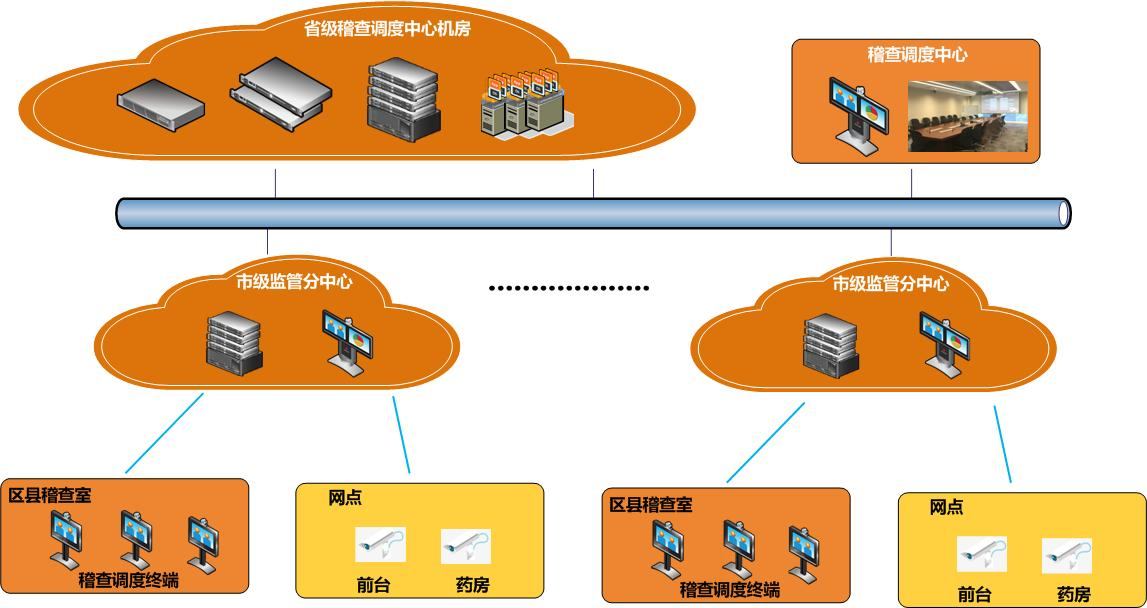 省级稽查调度中心机房
稽查调度中心
市级监管分中心
市级监管分中心
区县稽查室
稽查调度终端
网点
前台
药房
区县稽查室
稽查调度终端
网点
前台
药房